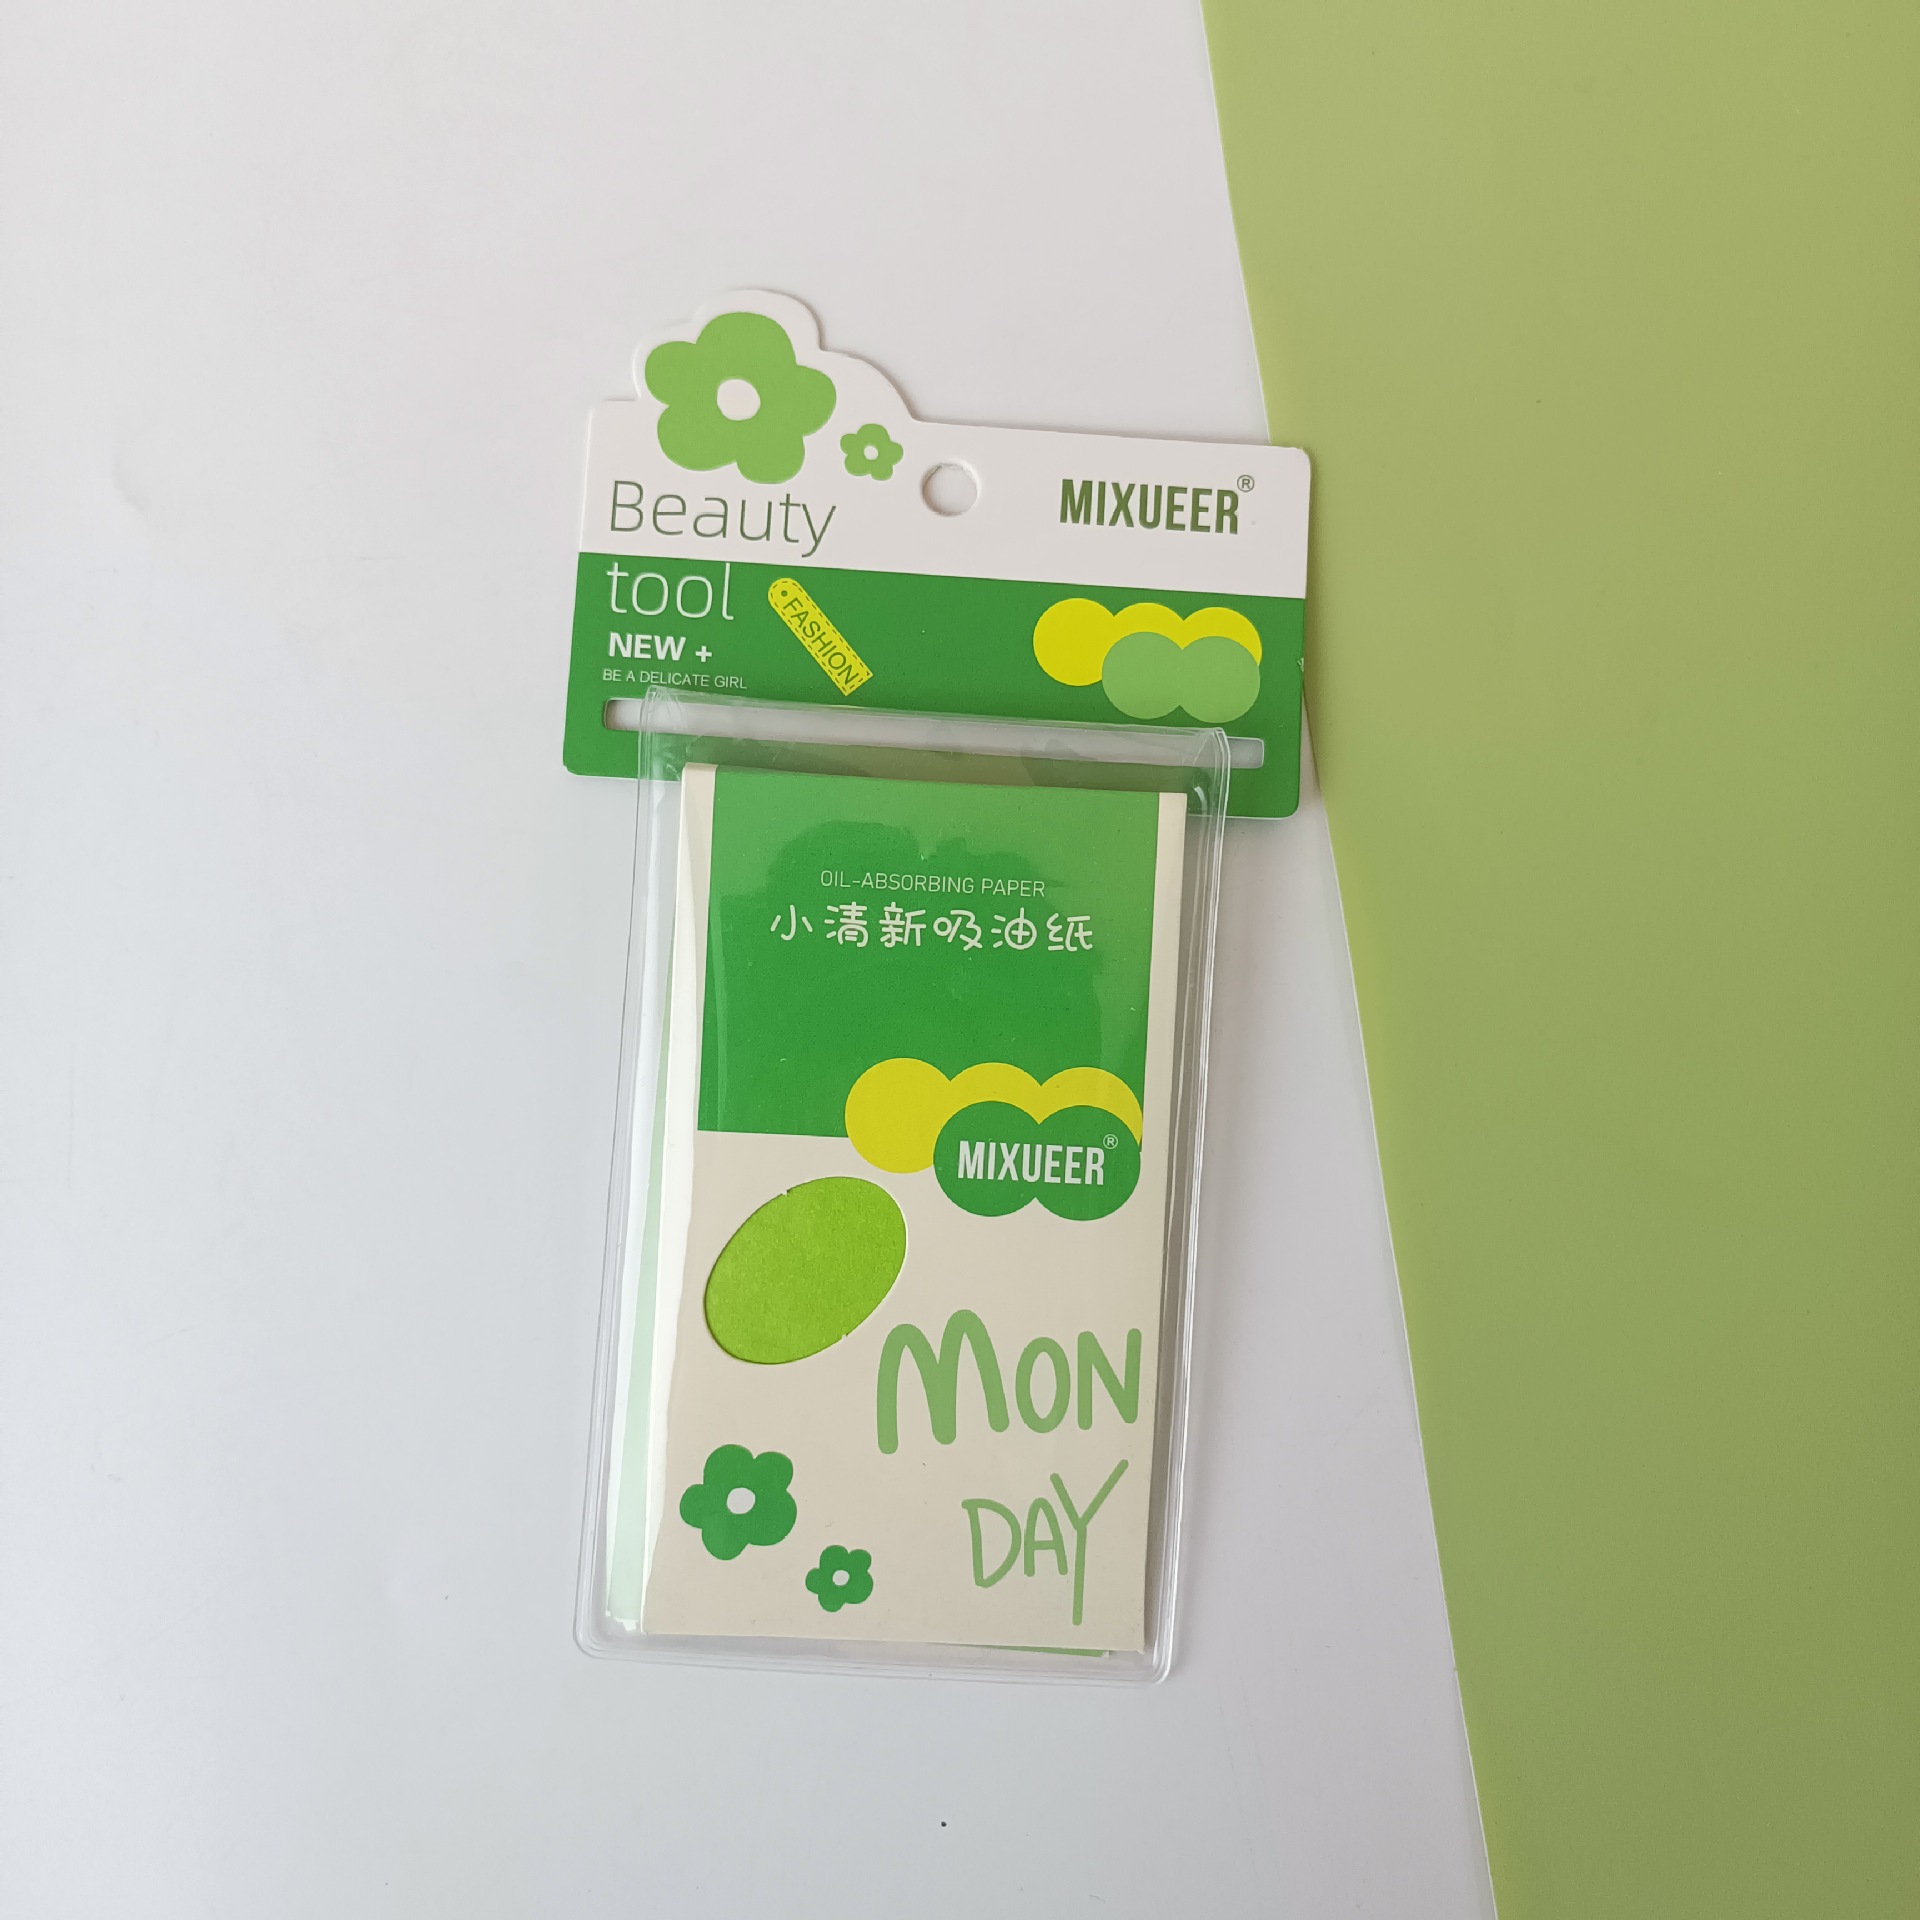 Beauty
MIXUEER®
tool
FASHION
NEW +
BE A DELICATE GIRL
OIL-ABSORBING PAPER
小清新吸油纸
MIXUEER®
MON
DAY